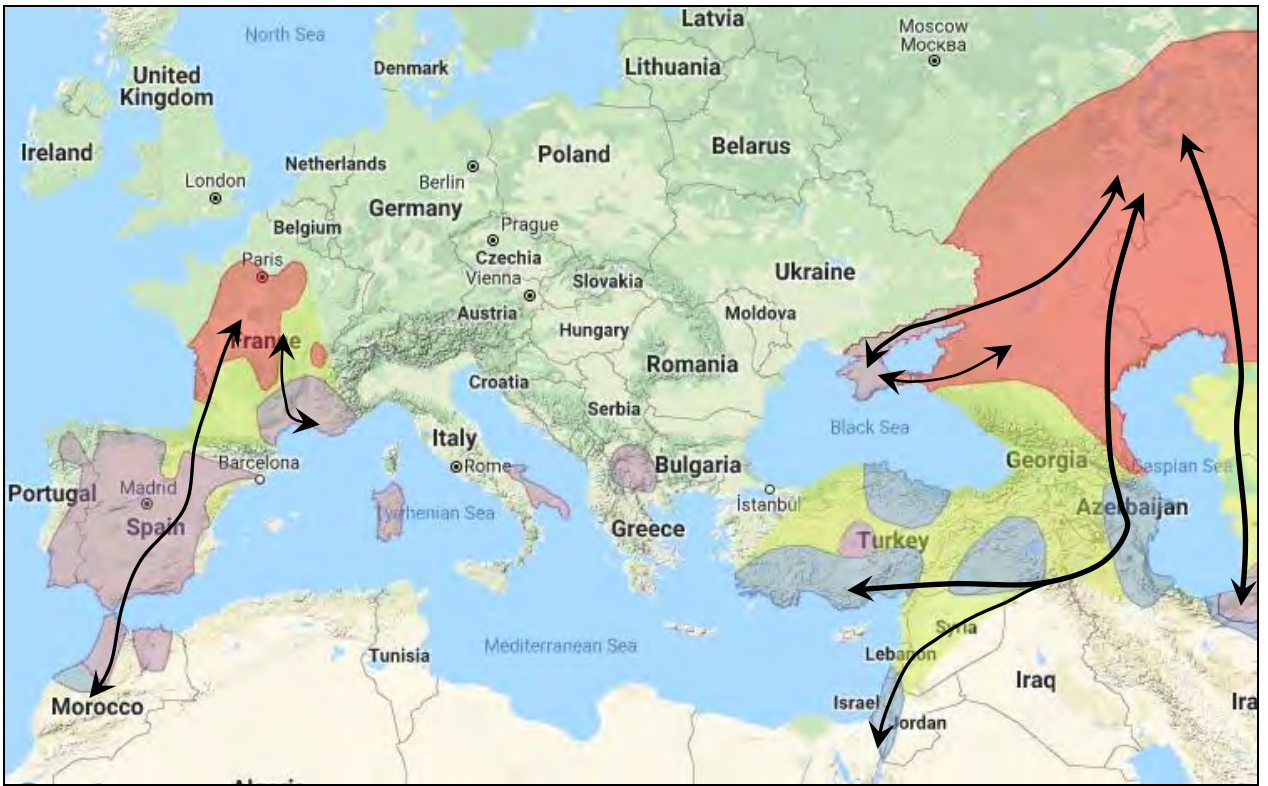 Latvia
Moscow
Москва
North Sea
Denmark
Lithuania
United
Kingdom
Ireland
Netherlands
Berlin
Poland
Belarus
London
Germany
Belgium
Prague
Czechia
Paris
Vienna
Slovakia
Ukraine
Austria
Moldova
Hungary
France
Romania
Croatia
Serbia
Black Sea
Italy
Barcelona
Rome
Bulgaria
Georgia
Caspian Sea
Portugal
Madrid
İstanbul
Azerbaijan
Tyrrhenian Sea
Spain
Greece
Turkey
Syria
Mediterranean Sea
Tunisia
Lebanon
Iraq
Morocco
Israel
Jordan
Ira